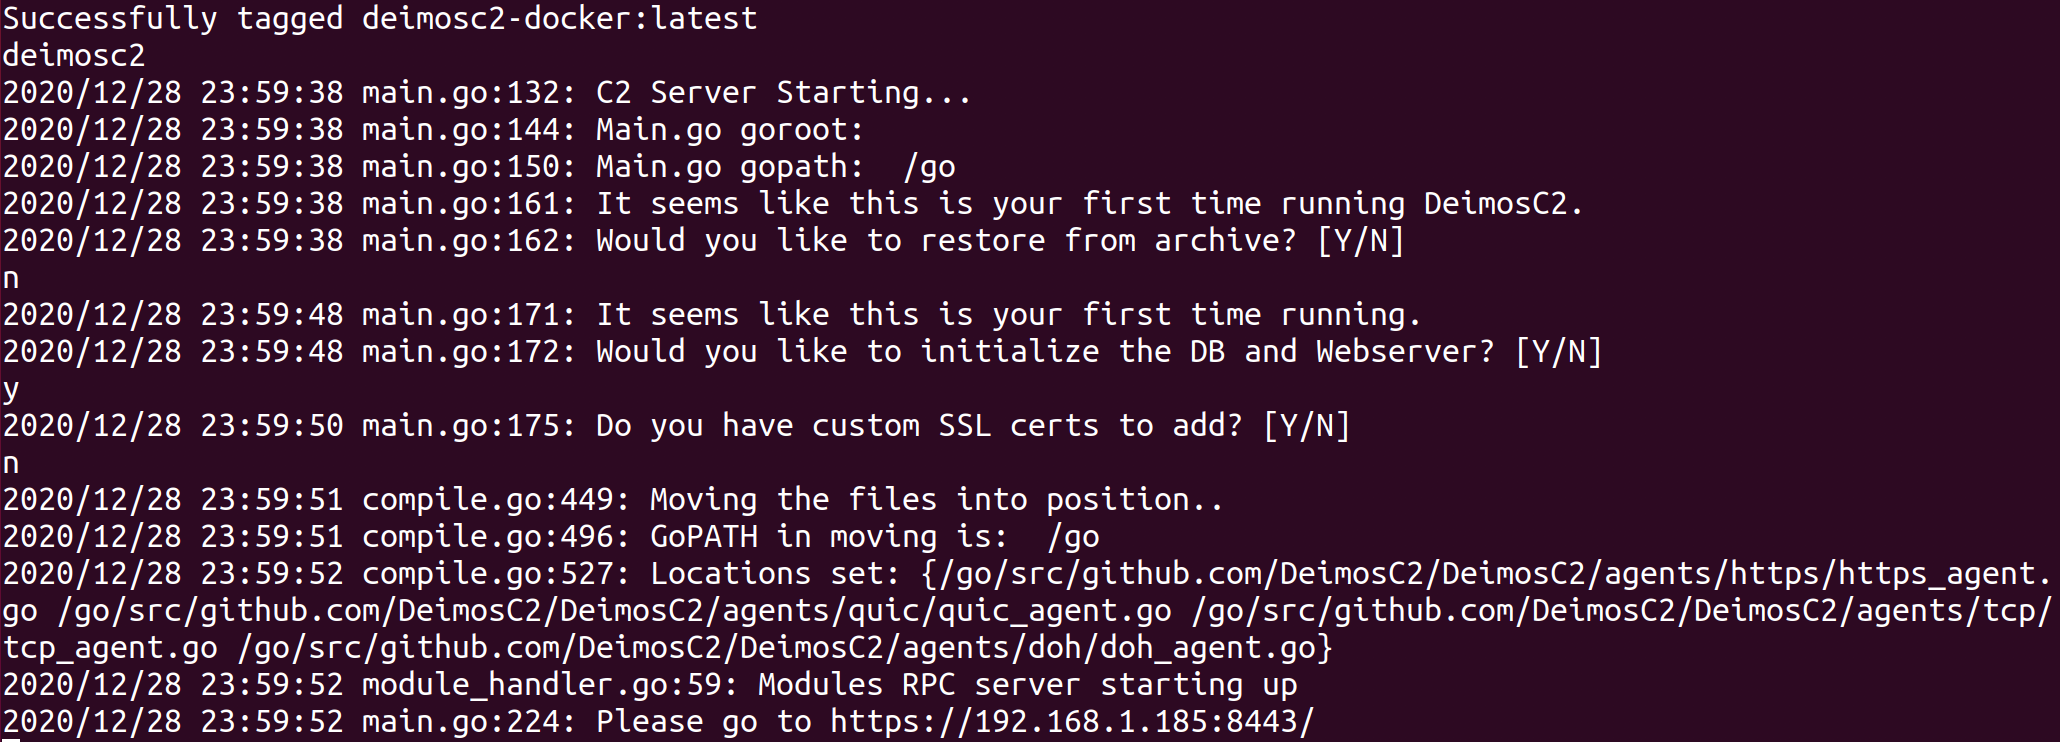 Successfully tagged deimosc2-docker:latest
deimosc2
2020/12/28 23:59:38 main.go:132: C2 Server Starting...
2020/12/28 23:59:38 main.go:144: Main.go goroot:
2020/12/28 23:59:38 main.go:150: Main.go gopath:  /go
2020/12/28 23:59:38 main.go:161: It seems like this is your first time running DeimosC2.
2020/12/28 23:59:38 main.go:162: Would you like to restore from archive? [Y/N]
n
2020/12/28 23:59:48 main.go:171: It seems like this is your first time running.
2020/12/28 23:59:48 main.go:172: Would you like to initialize the DB and Webserver? [Y/N]
y
2020/12/28 23:59:50 main.go:175: Do you have custom SSL certs to add? [Y/N]
n
2020/12/28 23:59:51 compile.go:449: Moving the files into position..
2020/12/28 23:59:51 compile.go:496: GoPATH in moving is:  /go
2020/12/28 23:59:52 compile.go:527: Locations set: {/go/src/github.com/DeimosC2/DeimosC2/agents/https/https_agent.
go /go/src/github.com/DeimosC2/DeimosC2/agents/quic/quic_agent.go /go/src/github.com/DeimosC2/DeimosC2/agents/tcp/
tcp_agent.go /go/src/github.com/DeimosC2/DeimosC2/agents/doh/doh_agent.go}
2020/12/28 23:59:52 module_handler.go:59: Modules RPC server starting up
2020/12/28 23:59:52 main.go:224: Please go to https://192.168.1.185:8443/